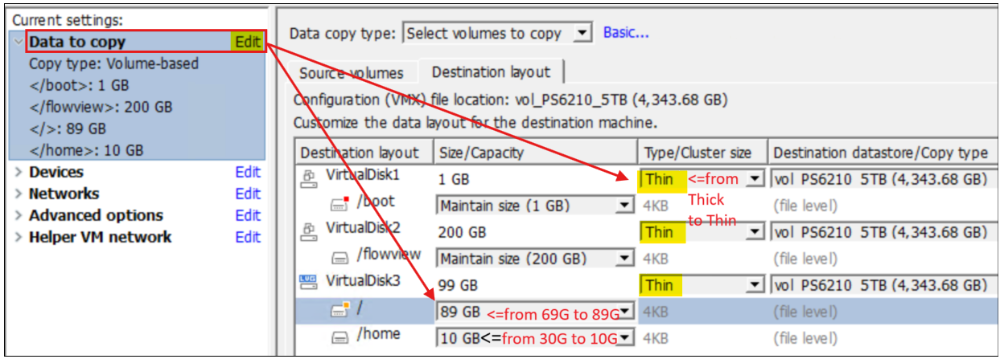 Current settings:
Data to copy Edit
Copy type: Volume-based
</boot>: 1 GB
</flowview>: 200 GB
</>: 89 GB
</home>: 10 GB
> Devices Edit
> Networks Edit
> Advanced options Edit
> Helper VM network Edit
Data copy type: Select volumes to copy Basic...
Source volumes Destination layout
Configuration (VMX) file location: vol_PS6210_5TB (4,343.68 GB)
Customize the data layout for the destination machine.
Destination layout Size/Capacity Type/Cluster size Destination datastore/Copy type
VirtualDisk1 1 GB Thin <=from vol PS6210 5TB (4,343.68 GB)
/boot Maintain size (1 GB) 4KB Thick (file level)
to Thin
VirtualDisk2 200 GB Thin vol PS6210 5TB (4,343.68 GB)
/flowview Maintain size (200 GB) 4KB (file level)
LVG VirtualDisk3 99 GB Thin vol PS6210 5TB (4,343.68 GB)
/ 89 GB <=from 69G to 89G 4KB (file level)
/home 10 GB<=from 30G to 10G 4KB (file level)